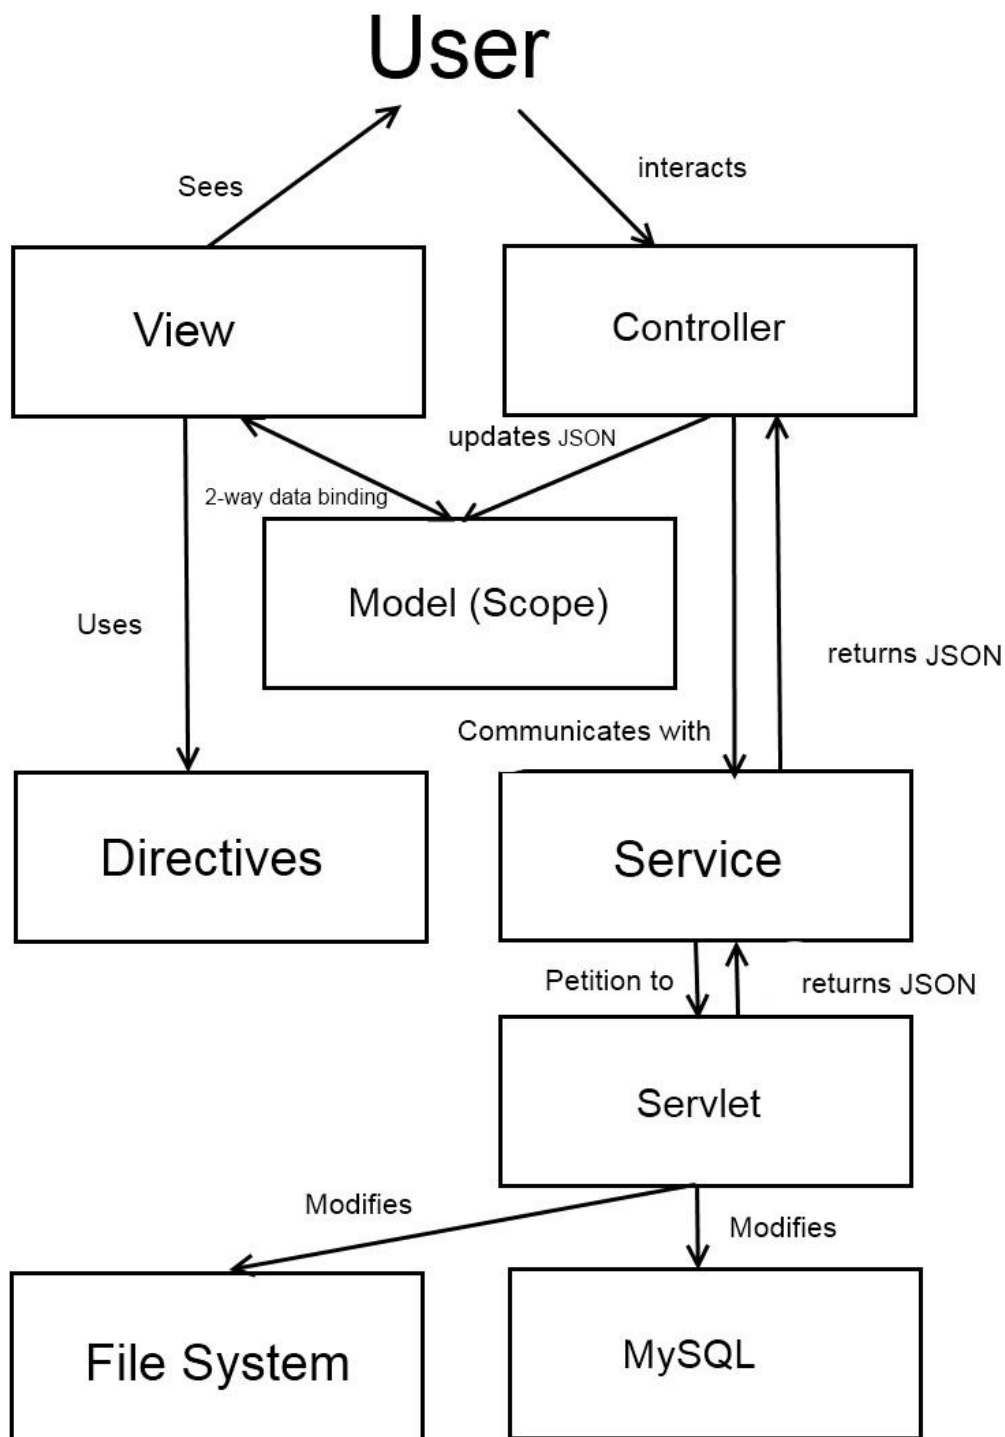 User
Sees
interacts
View
Controller
updates JSON
2-way data binding
Model (Scope)
Uses
returns JSON
Communicates with
Directives
Service
Petition to
returns JSON
Servlet
Modifies
Modifies
File System
MySQL